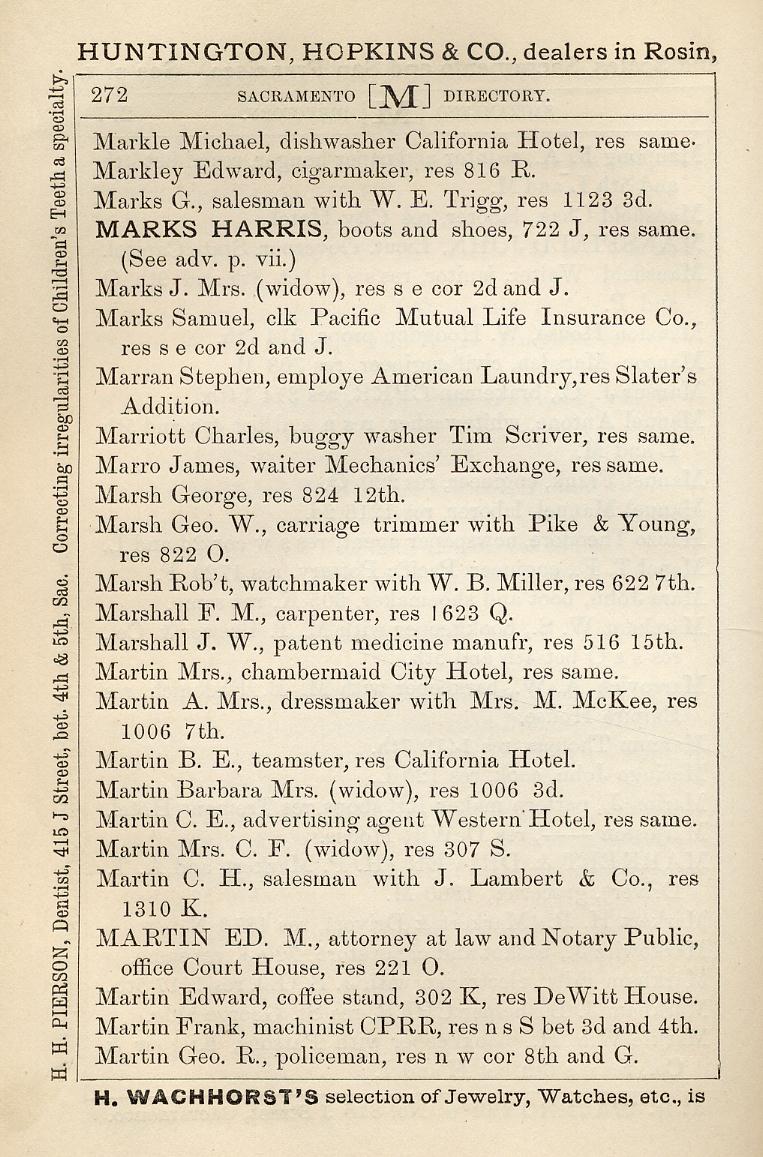 HUNTINGTON, HOPKINS & CO., dealers in Rosin,
272 SACRAMENTO [M] DIRECTORY.
Markle Michael, dishwasher California Hotel, res same.
Markley Edward, cigarmaker, res 816 R.
Marks G., salesman with W. E. Trigg, res 1123 3d.
MARKS HARRIS, boots and shoes, 722 J, res same.
(See adv. p. vii.)
Marks J. Mrs. (widow), res s e cor 2d and J.
Marks Samuel, clk Pacific Mutual Life Insurance Co.,
res s e cor 2d and J.
Marran Stephen, employe American Laundry, res Slater's
Addition.
Marriott Charles, buggy washer Tim Scriver, res same.
Marro James, waiter Mechanics' Exchange, res same.
Marsh George, res 824 12th.
Marsh Geo. W., carriage trimmer with Pike & Young,
res 822 O.
Marsh Rob't, watchmaker with W. B. Miller, res 622 7th.
Marshall F. M., carpenter, res 1623 Q.
Marshall J. W., patent medicine manufr, res 516 15th.
Martin Mrs., chambermaid City Hotel, res same.
Martin A. Mrs., dressmaker with Mrs. M. McKee, res
1006 7th.
Martin B. E., teamster, res California Hotel.
Martin Barbara Mrs. (widow), res 1006 3d.
Martin C. E., advertising agent Western Hotel, res same.
Martin Mrs. C. F. (widow), res 307 S.
Martin C. H., salesman with J. Lambert & Co., res
1310 K.
MARTIN ED. M., attorney at law and Notary Public,
office Court House, res 221 O.
Martin Edward, coffee stand, 302 K, res DeWitt House.
Martin Frank, machinist CPRR, res n s S bet 3d and 4th.
Martin Geo. R., policeman, res n w cor 8th and G.
H. WACHHORST'S selection of Jewelry, Watches, etc., is
H. H. PIERSON, Dentist, 415 J Street, bet. 4th & 5th, Sac. Correcting irregularities of Children's Teeth a specialty.